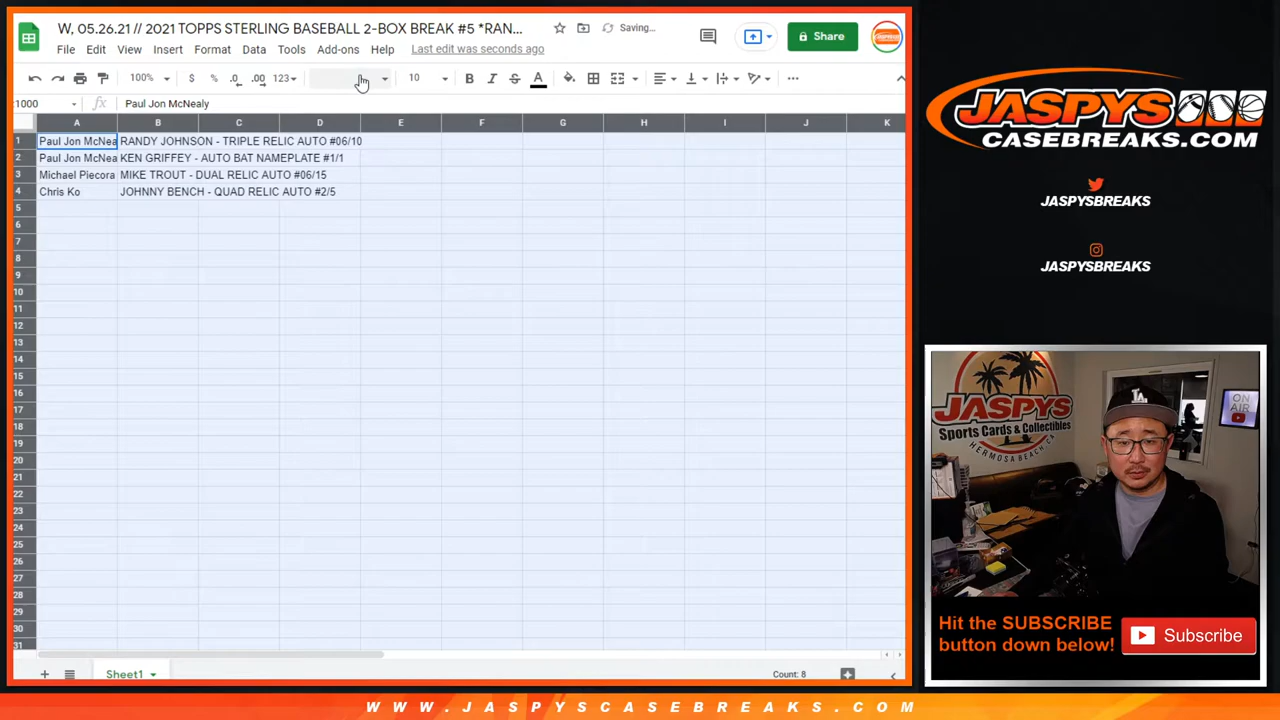 W, 05.26.21 // 2021 TOPPS STERLING BASEBALL 2-BOX BREAK #5 *RAN...
Saving...
Share
File Edit View Insert Format Data Tools Add-ons Help Last edit was seconds ago
100% $ % .0 .00 123 10 B I S A
:1000 fx Paul Jon McNealy
A B C D E F G H I J K
1 Paul Jon McNea RANDY JOHNSON - TRIPLE RELIC AUTO #06/10
2 Paul Jon McNea KEN GRIFFEY - AUTO BAT NAMEPLATE #1/1
3 Michael Piecora MIKE TROUT - DUAL RELIC AUTO #06/15
4 Chris Ko JOHNNY BENCH - QUAD RELIC AUTO #2/5
5
6
7
8
9
10
11
12
13
14
15
16
17
18
19
20
21
22
23
24
25
26
27
28
29
30
31
Sheet1
Count: 8
JASPYS
CASEBREAKS.COM
JASPYSBREAKS
JASPYSBREAKS
JASPYS
Sports Cards & Collectibles
HERMOSA BEACH, CA
LA
ON
AIR
Hit the SUBSCRIBE
button down below!
Subscribe
WWW.JASPYSCASEBREAKS.COM